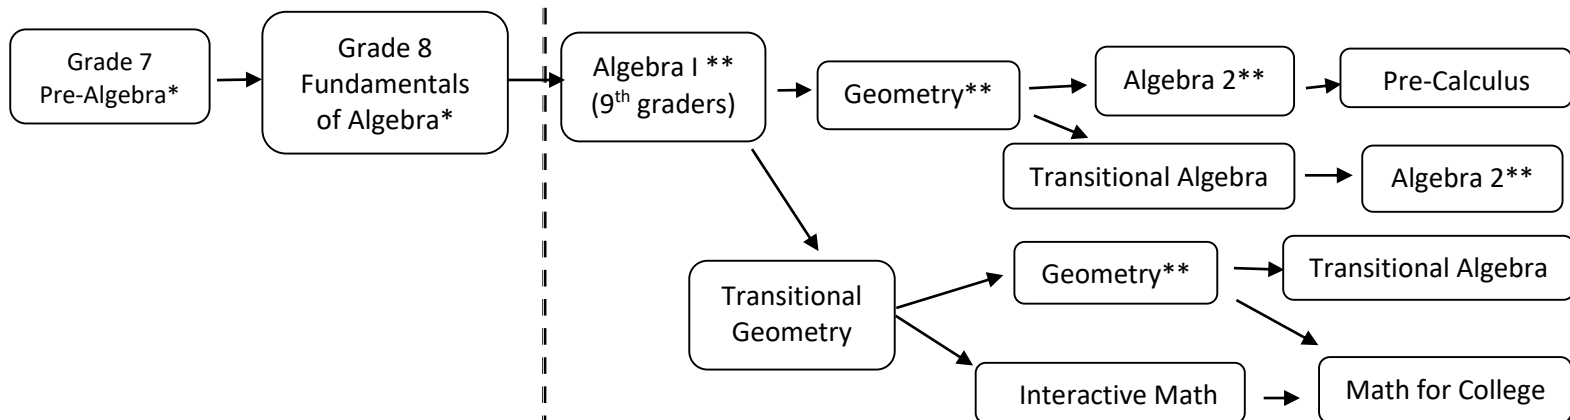 Grade 7
Pre-Algebra*
Grade 8
Fundamentals
of Algebra*
Algebra I **
(9th graders)
Geometry**
Algebra 2**
Pre-Calculus
Transitional Algebra
Algebra 2**
Transitional
Geometry
Geometry**
Transitional Algebra
Interactive Math
Math for College